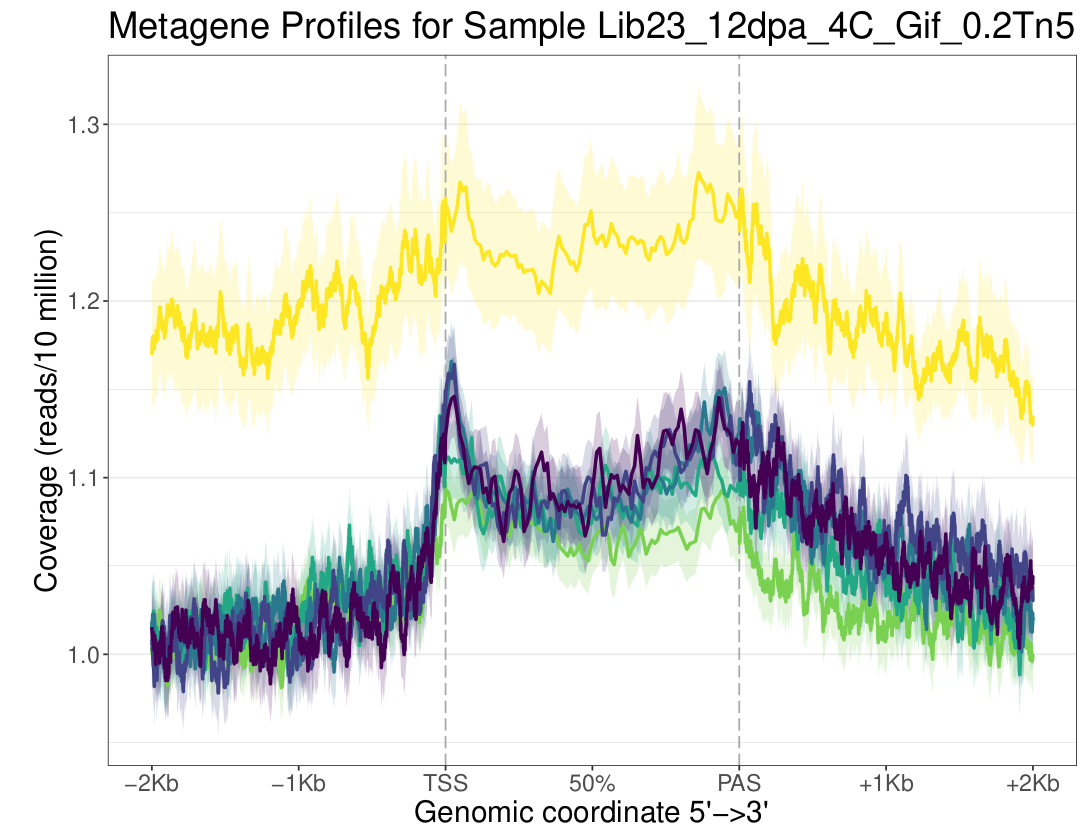 Metagene Profiles for Sample Lib23_12dpa_4C_Gif_0.2Tn5
Coverage (reads/10 million)
1.3
1.2
1.1
1.0
−2Kb −1Kb TSS 50% PAS +1Kb +2Kb
Genomic coordinate 5'−>3'